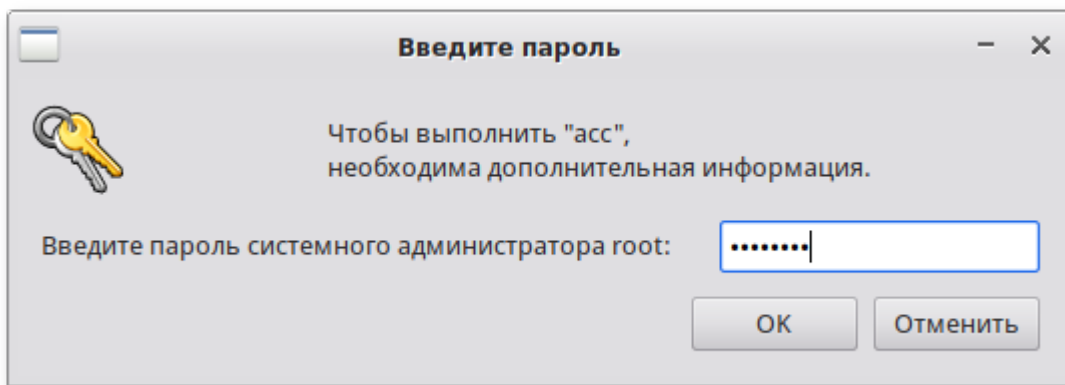 Введите пароль
Чтобы выполнить "acc",
необходима дополнительная информация.
Введите пароль системного администратора root:
••••••••
OK
Отменить